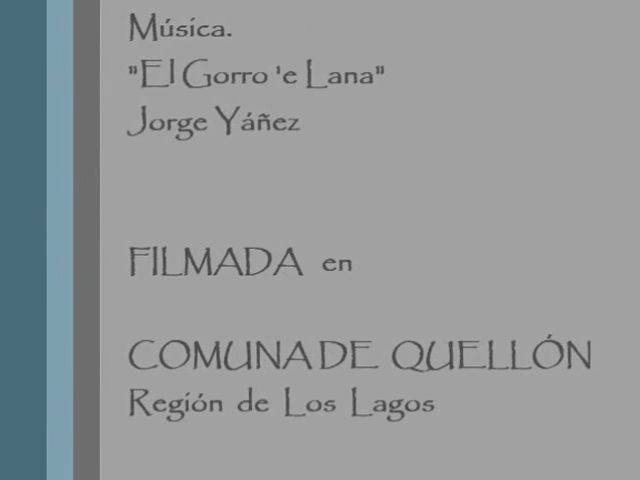 Música.
"El Gorro 'e Lana"
Jorge Yáñez
FILMADA en
COMUNA DE QUELLÓN
Región de Los Lagos